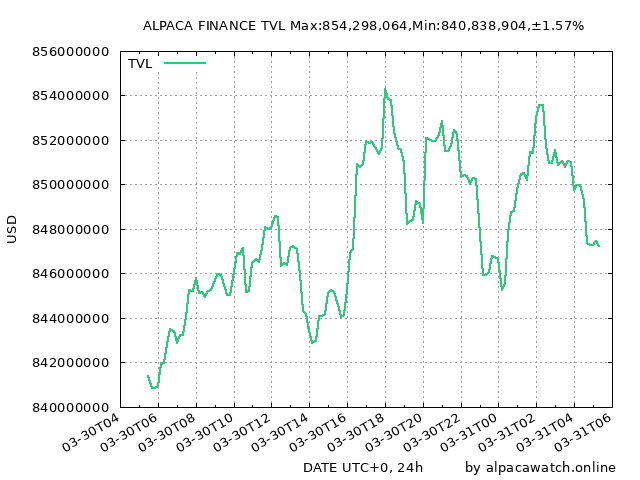 ALPACA FINANCE TVL Max:854,298,064,Min:840,838,904,±1.57%
856000000
TVL
854000000
852000000
850000000
848000000
846000000
844000000
842000000
840000000
USD
03-30T04
03-30T06
03-30T08
03-30T10
03-30T12
03-30T14
03-30T16
03-30T18
03-30T20
03-30T22
03-31T00
03-31T02
03-31T04
03-31T06
DATE UTC+0, 24h
by alpacawatch.online